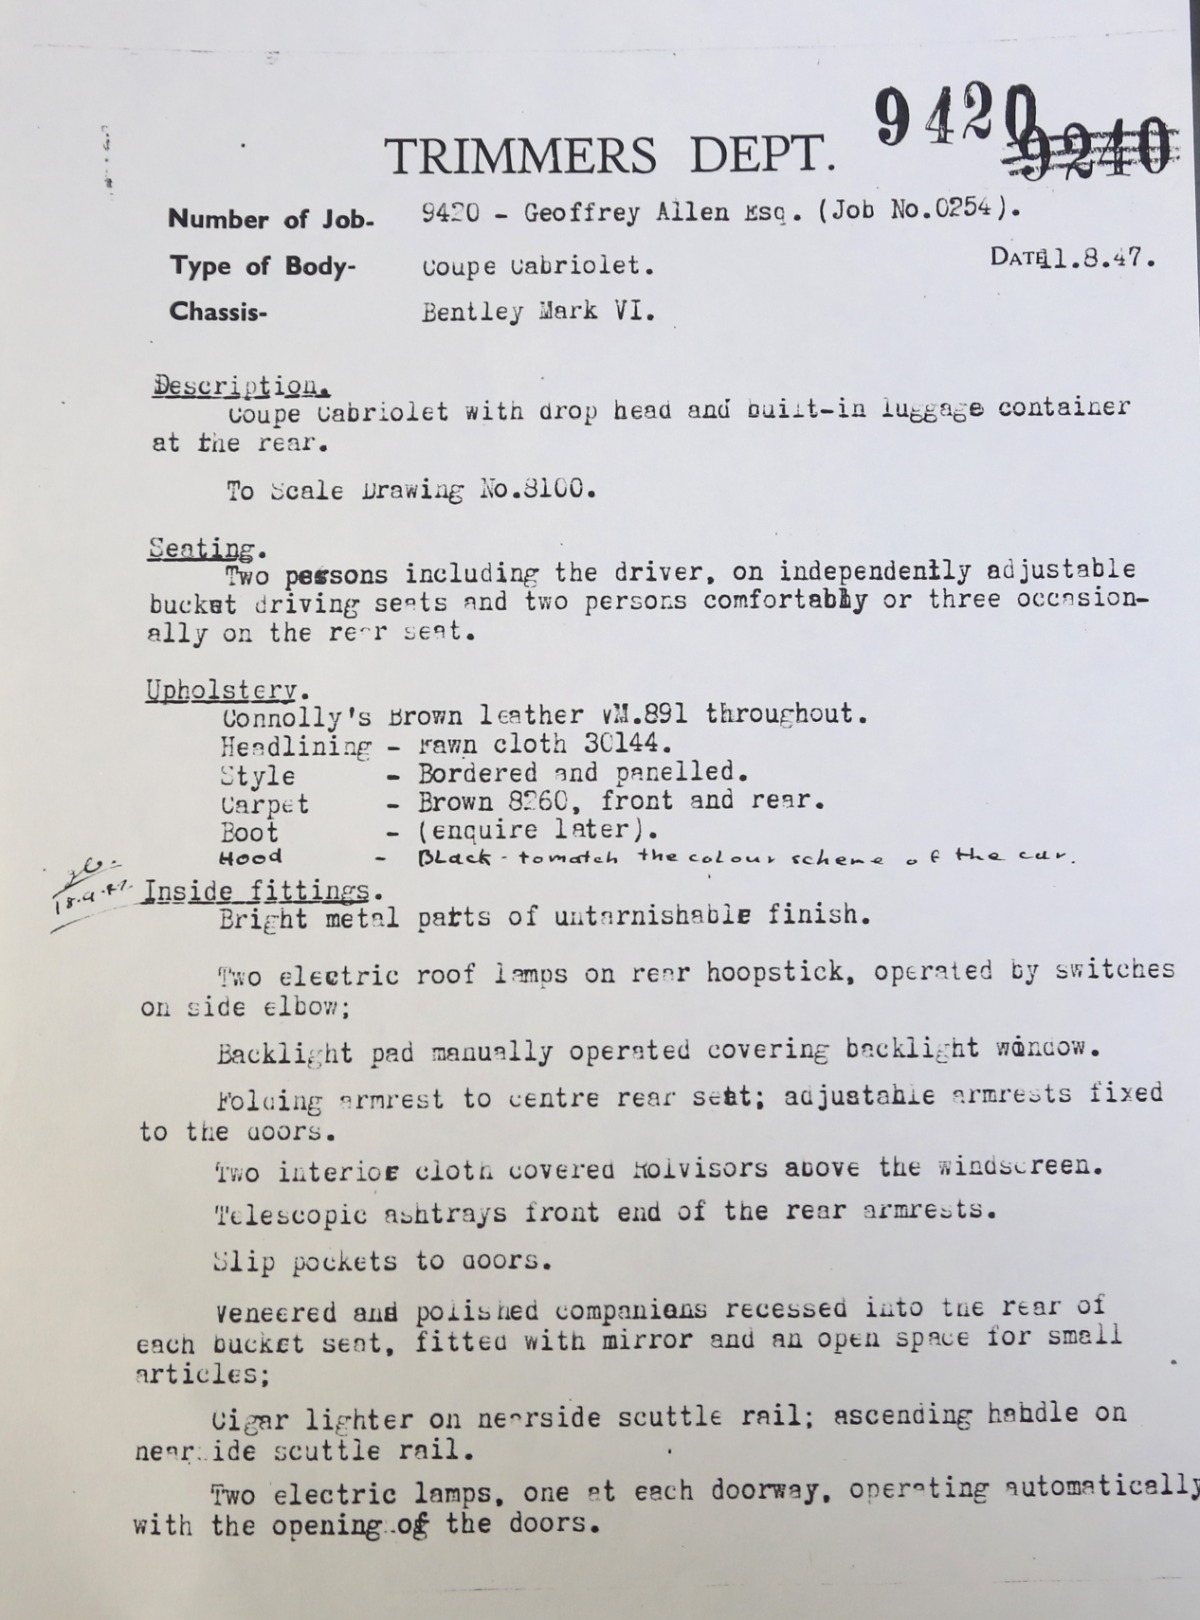 9420
9240
TRIMMERS DEPT.
Number of Job- 9420 - Geoffrey Allen Esq. (Job No.0254).
Type of Body- Coupe Cabriolet. DATE 11.8.47.
Chassis- Bentley Mark VI.
Description.
Coupe Cabriolet with drop head and built-in luggage container
at the rear.
To Scale Drawing No.8100.
Seating.
Two persons including the driver, on independently adjustable
bucket driving seats and two persons comfortably or three occasion-
ally on the rear seat.
Upholstery.
Connolly's Brown leather VM.891 throughout.
Headlining - Fawn cloth 30144.
Style - Bordered and panelled.
Carpet - Brown 8260, front and rear.
Boot - (enquire later).
Hood - Black - to match the colour scheme of the car.
18.9.47.
Inside fittings.
Bright metal parts of untarnishable finish.
Two electric roof lamps on rear hoopstick, operated by switches
on side elbow;
Backlight pad manually operated covering backlight window.
Folding armrest to centre rear seat; adjustable armrests fixed
to the doors.
Two interior cloth covered Rolvisors above the windscreen.
Telescopic ashtrays front end of the rear armrests.
Slip pockets to doors.
Veneered and polished companions recessed into the rear of
each bucket seat, fitted with mirror and an open space for small
articles;
Cigar lighter on nearside scuttle rail; ascending hahdle on
nearside scuttle rail.
Two electric lamps, one at each doorway, operating automatically
with the opening of the doors.